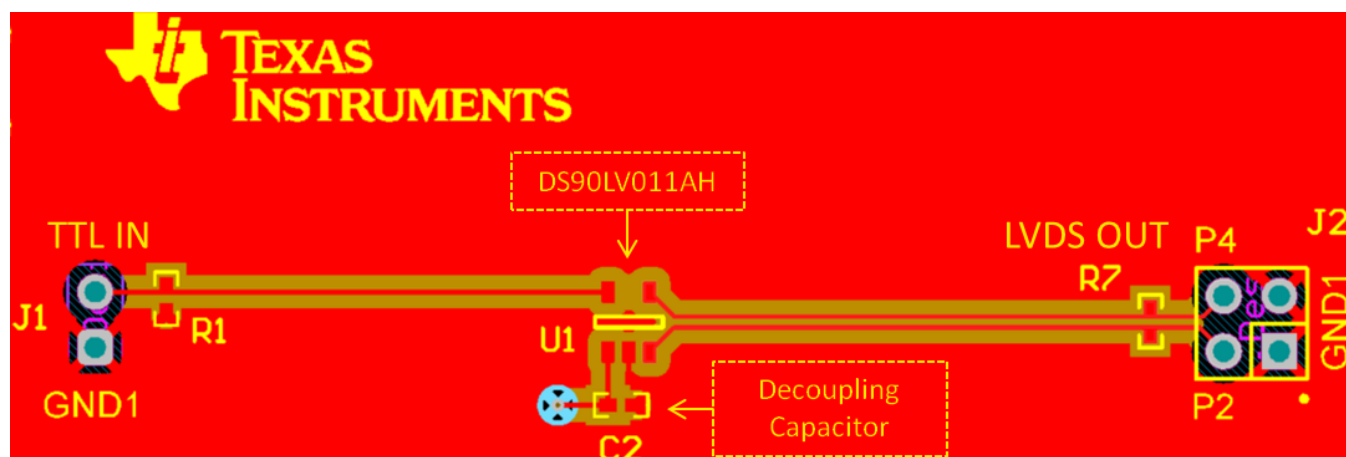 TEXAS
INSTRUMENTS
DS90LV011AH
TTL IN
LVDS OUT
P4
J2
R7
J1
R1
U1
GND1
GND1
Decoupling
Capacitor
P2
C2